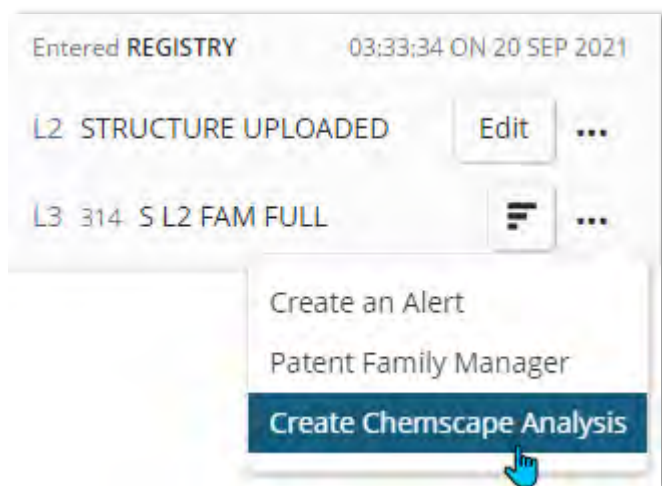 Entered REGISTRY 03:33:34 ON 20 SEP 2021
L2 STRUCTURE UPLOADED Edit ...
L3 314 S L2 FAM FULL ...
Create an Alert
Patent Family Manager
Create Chemscape Analysis